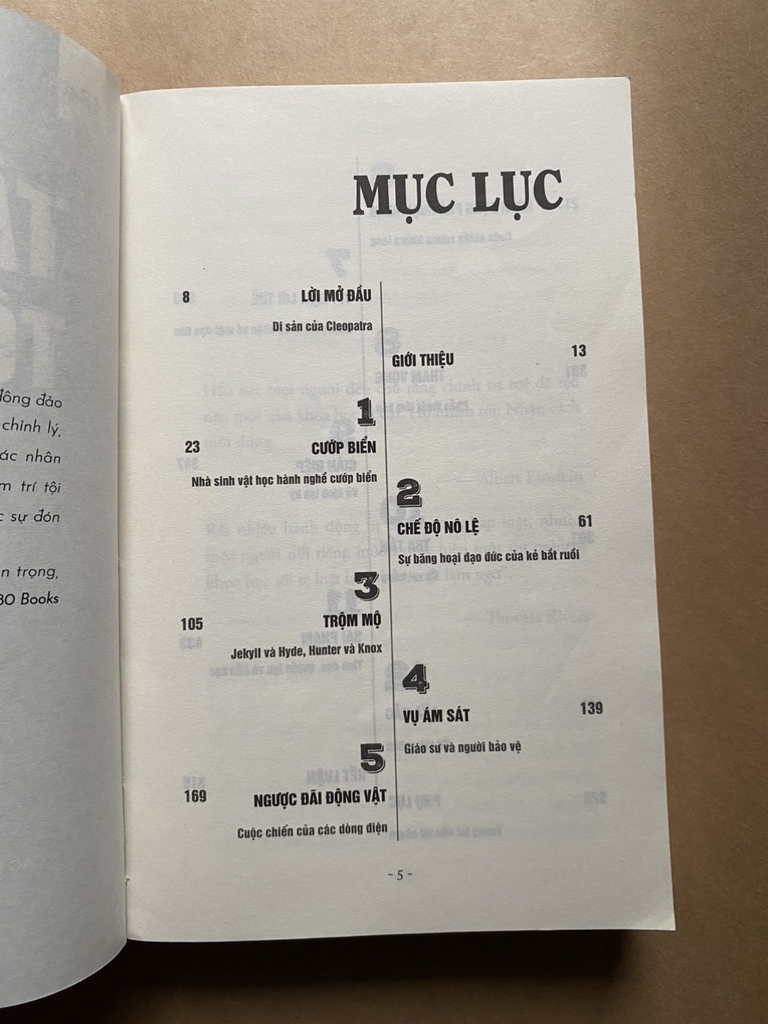 đông đảo
chỉnh lý,
ác nhân
m trí tội
c sự đón
n trọng,
BO Books
MỤC LỤC
8 LỜI MỞ ĐẦU
Di sản của Cleopatra
GIỚI THIỆU 13
1
23 CƯỚP BIỂN
Nhà sinh vật học hành nghề cướp biển
2
CHẾ ĐỘ NÔ LỆ 61
Sự băng hoại đạo đức của kẻ bắt ruồi
3
105 TRỘM MỘ
Jekyll và Hyde, Hunter và Knox
4
VỤ ÁM SÁT 139
Giáo sư và người bảo vệ
5
169 NGƯỢC ĐÃI ĐỘNG VẬT
Cuộc chiến của các dòng điện
- 5 -